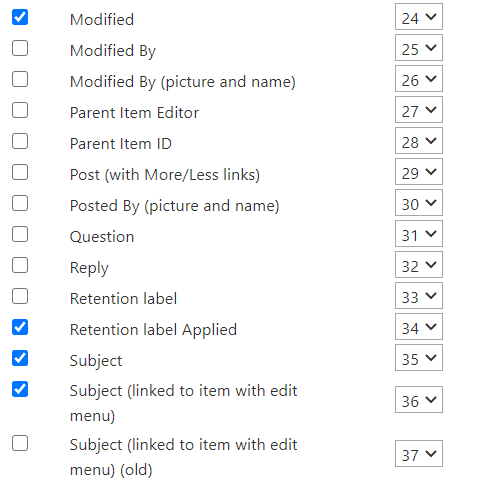 Modified 24
Modified By 25
Modified By (picture and name) 26
Parent Item Editor 27
Parent Item ID 28
Post (with More/Less links) 29
Posted By (picture and name) 30
Question 31
Reply 32
Retention label 33
Retention label Applied 34
Subject 35
Subject (linked to item with edit
menu) 36
Subject (linked to item with edit
menu) (old) 37